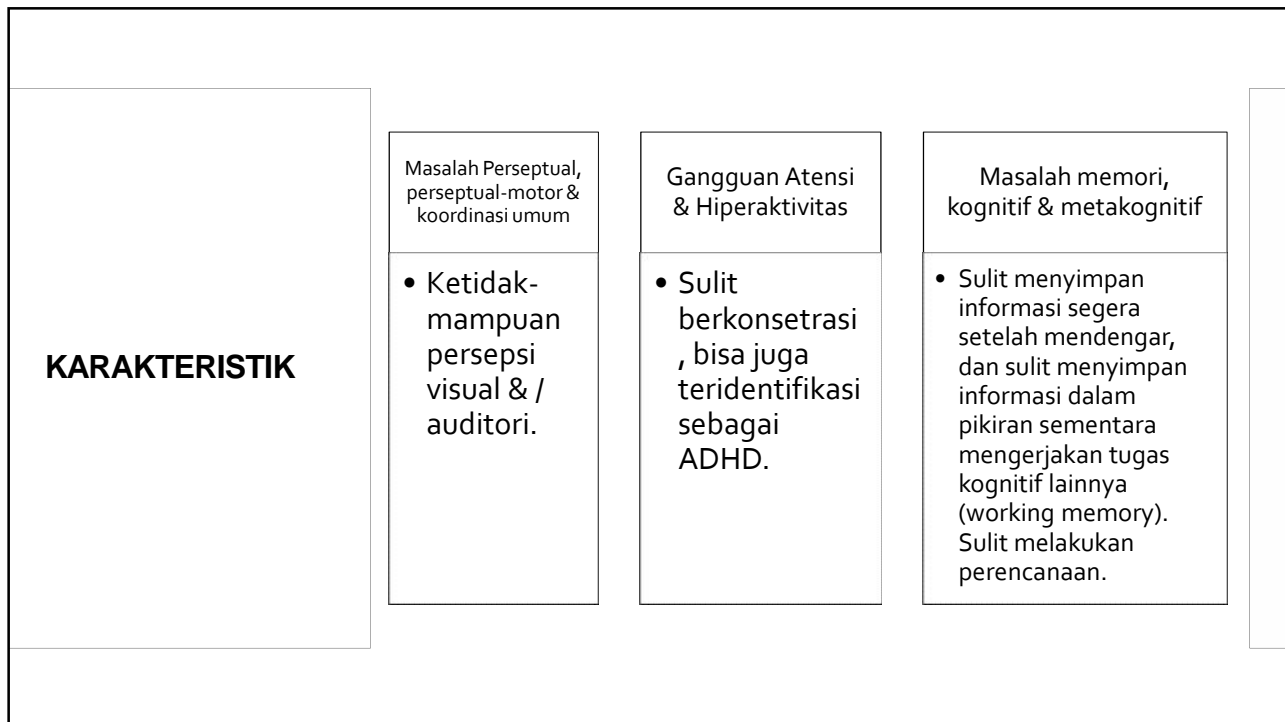 KARAKTERISTIK
Masalah Perseptual,
perseptual-motor &
koordinasi umum
• Ketidak-
mampuan
persepsi
visual & /
auditori.
Gangguan Atensi
& Hiperaktivitas
• Sulit
berkonsetrasi
, bisa juga
teridentifikasi
sebagai
ADHD.
Masalah memori,
kognitif & metakognitif
• Sulit menyimpan
informasi segera
setelah mendengar,
dan sulit menyimpan
informasi dalam
pikiran sementara
mengerjakan tugas
kognitif lainnya
(working memory).
Sulit melakukan
perencanaan.